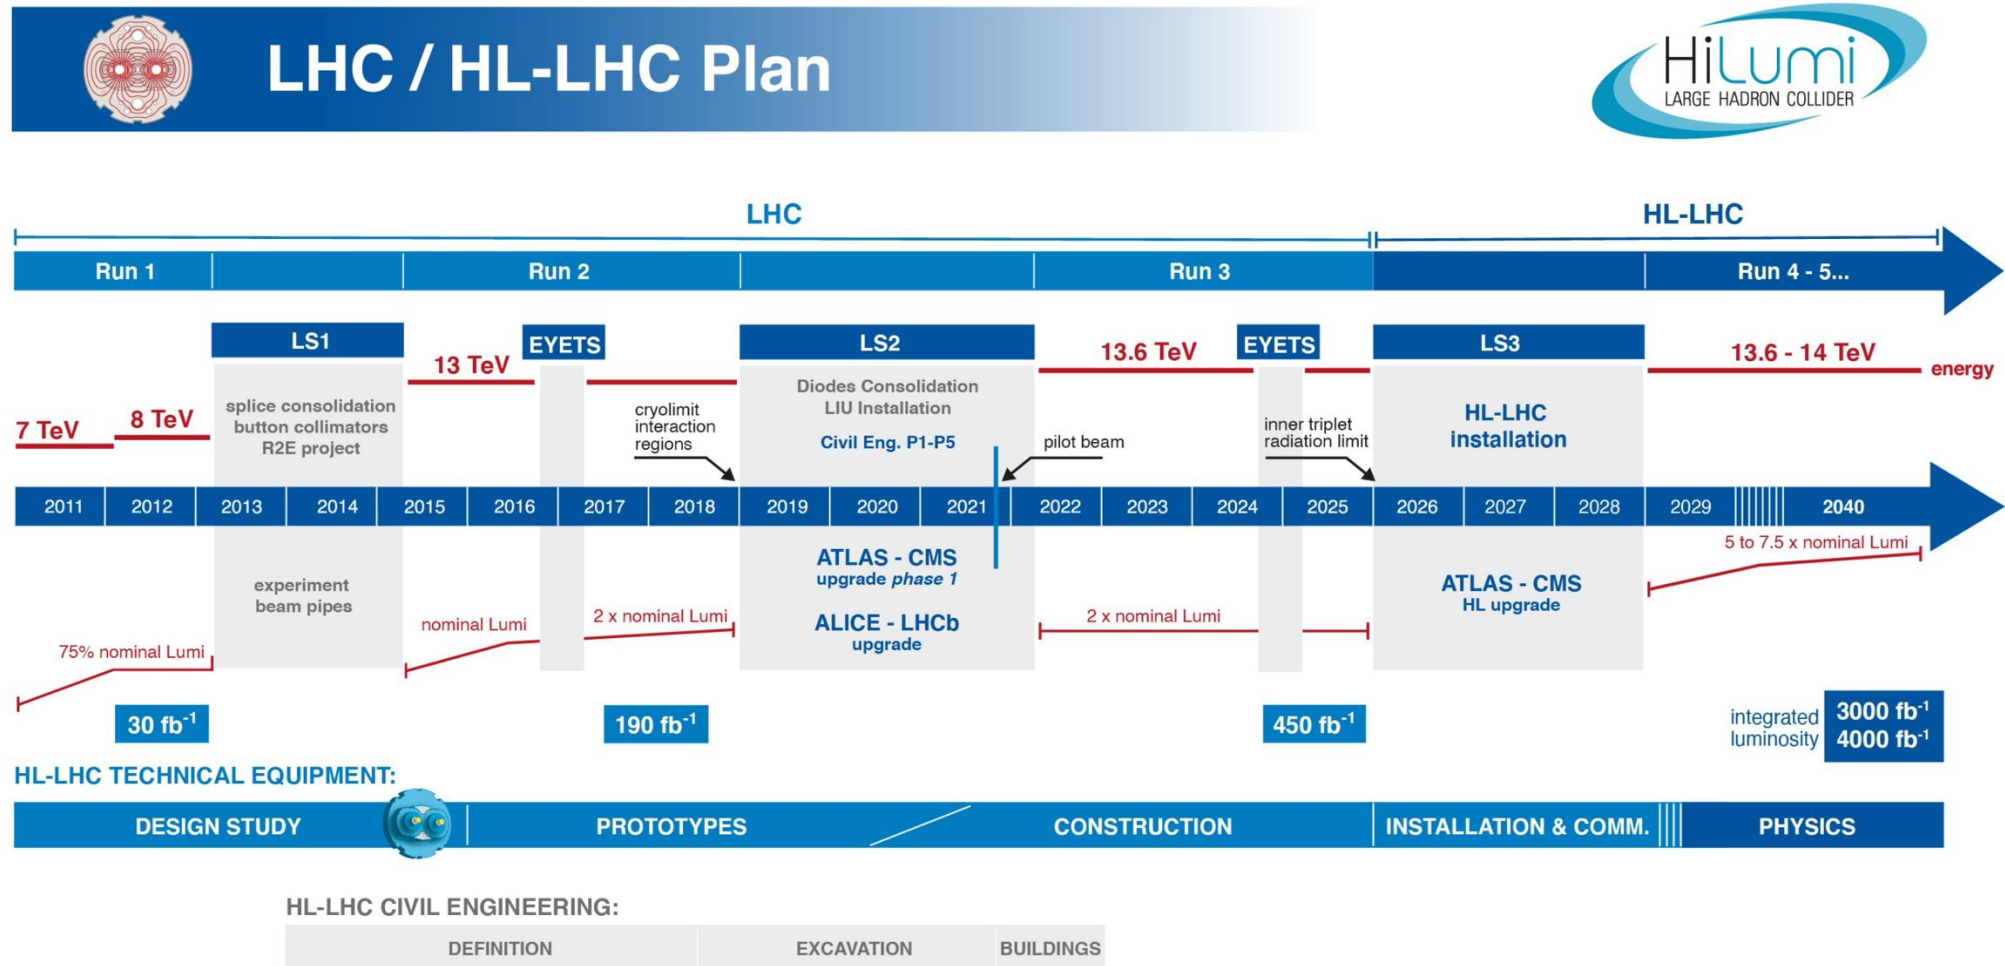 LHC / HL-LHC Plan
HiLumi
LARGE HADRON COLLIDER
LHC
HL-LHC
Run 1
Run 2
Run 3
Run 4 - 5...
LS1
EYETS
LS2
EYETS
LS3
7 TeV
8 TeV
13 TeV
13.6 TeV
13.6 - 14 TeV
energy
splice consolidation
button collimators
R2E project
cryolimit
interaction
regions
Diodes Consolidation
LIU Installation
Civil Eng. P1-P5
pilot beam
inner triplet
radiation limit
HL-LHC
installation
2011
2012
2013
2014
2015
2016
2017
2018
2019
2020
2021
2022
2023
2024
2025
2026
2027
2028
2029
2040
experiment
beam pipes
ATLAS - CMS
upgrade phase 1
ALICE - LHCb
upgrade
ATLAS - CMS
HL upgrade
75% nominal Lumi
nominal Lumi
2 x nominal Lumi
2 x nominal Lumi
5 to 7.5 x nominal Lumi
30 fb⁻¹
190 fb⁻¹
450 fb⁻¹
integrated
luminosity
3000 fb⁻¹
4000 fb⁻¹
HL-LHC TECHNICAL EQUIPMENT:
DESIGN STUDY
PROTOTYPES
CONSTRUCTION
INSTALLATION & COMM.
PHYSICS
HL-LHC CIVIL ENGINEERING:
DEFINITION
EXCAVATION
BUILDINGS